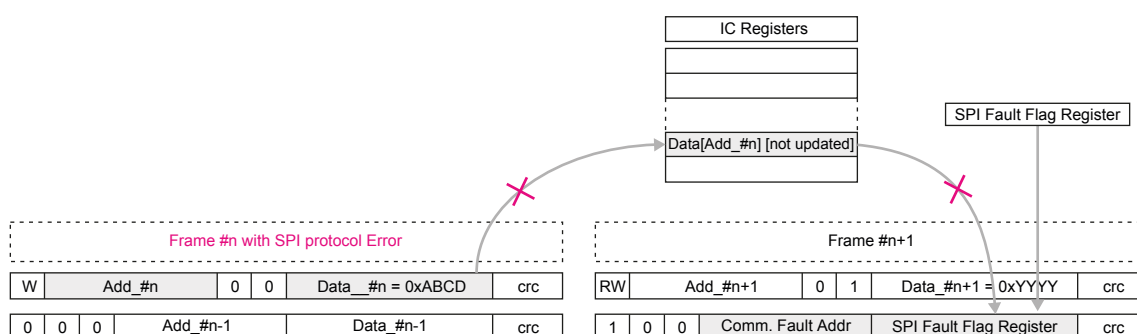 IC Registers
SPI Fault Flag Register
Data[Add_#n] [not updated]
Frame #n with SPI protocol Error
Frame #n+1
W Add_#n 0 0 Data__#n = 0xABCD crc
RW Add_#n+1 0 1 Data_#n+1 = 0xYYYY crc
0 0 0 Add_#n-1 Data_#n-1 crc
1 0 0 Comm. Fault Addr SPI Fault Flag Register crc